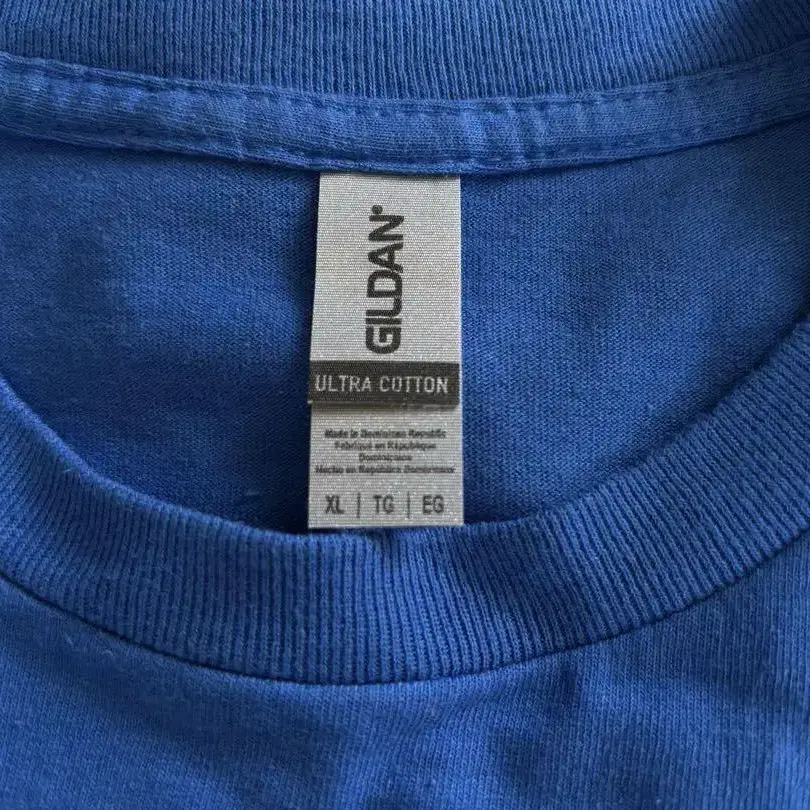 GILDAN®
ULTRA COTTON
Made in Dominican Republic
Fabriqué en République
Dominicaine
Hecho en República Dominicana
XL | TG | EG